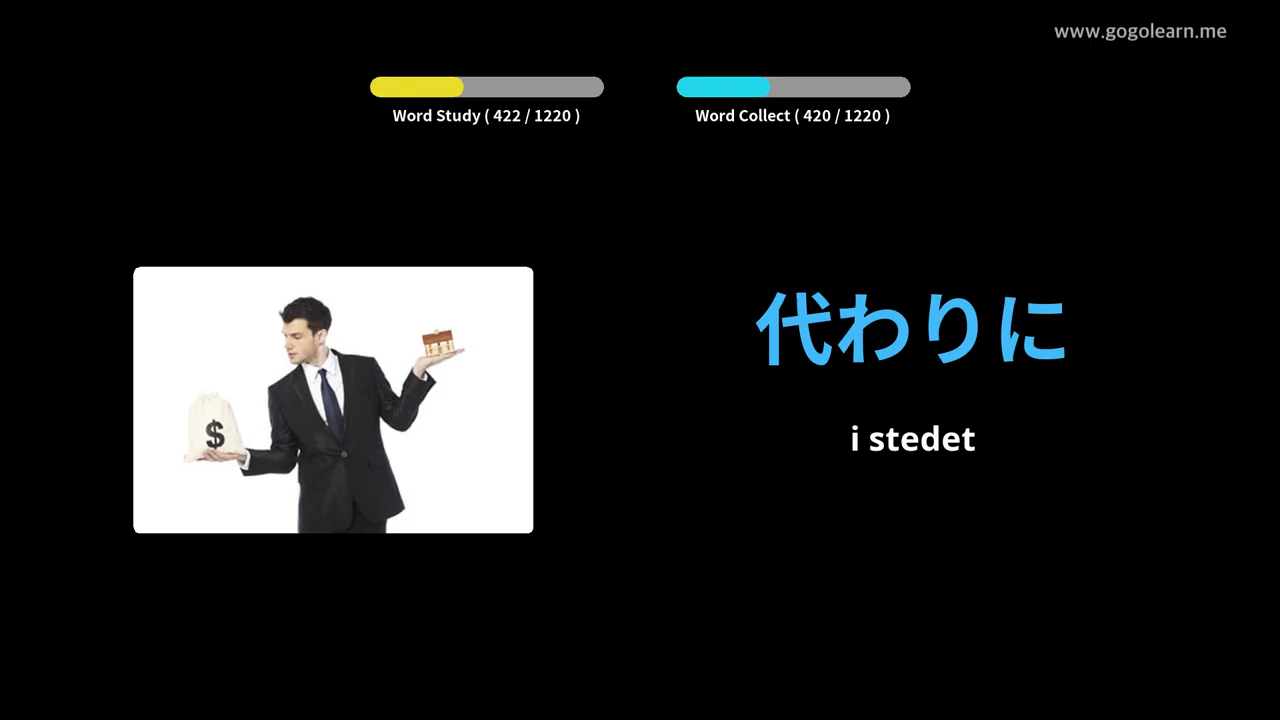 www.gogolearn.me
Word Study ( 422 / 1220 )
Word Collect ( 420 / 1220 )
$
代わりに
i stedet